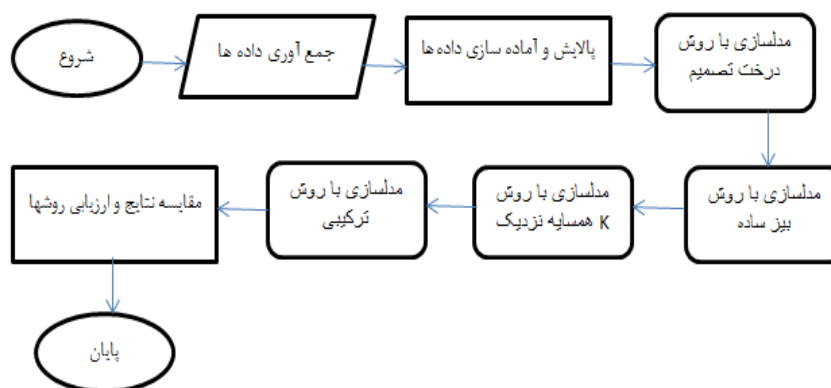 شروع
جمع آوری داده ها
پالایش و آماده سازی داده ها
مدلسازی با روش
درخت تصمیم
مدلسازی با روش
بیز ساده
مدلسازی با روش
K همسایه نزدیک
مدلسازی با روش
ترکیبی
مقایسه نتایج و ارزیابی روشها
پایان